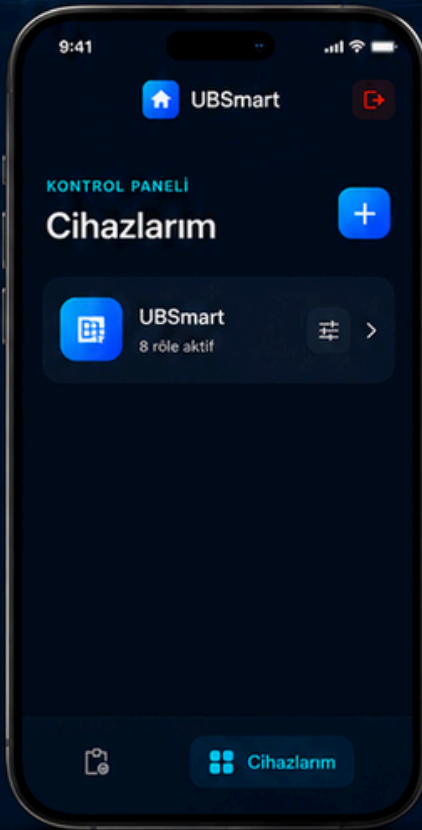 9:41
UBSmart
KONTROL PANELİ
Cihazlarım
UBSmart
8 röle aktif
Cihazlarım